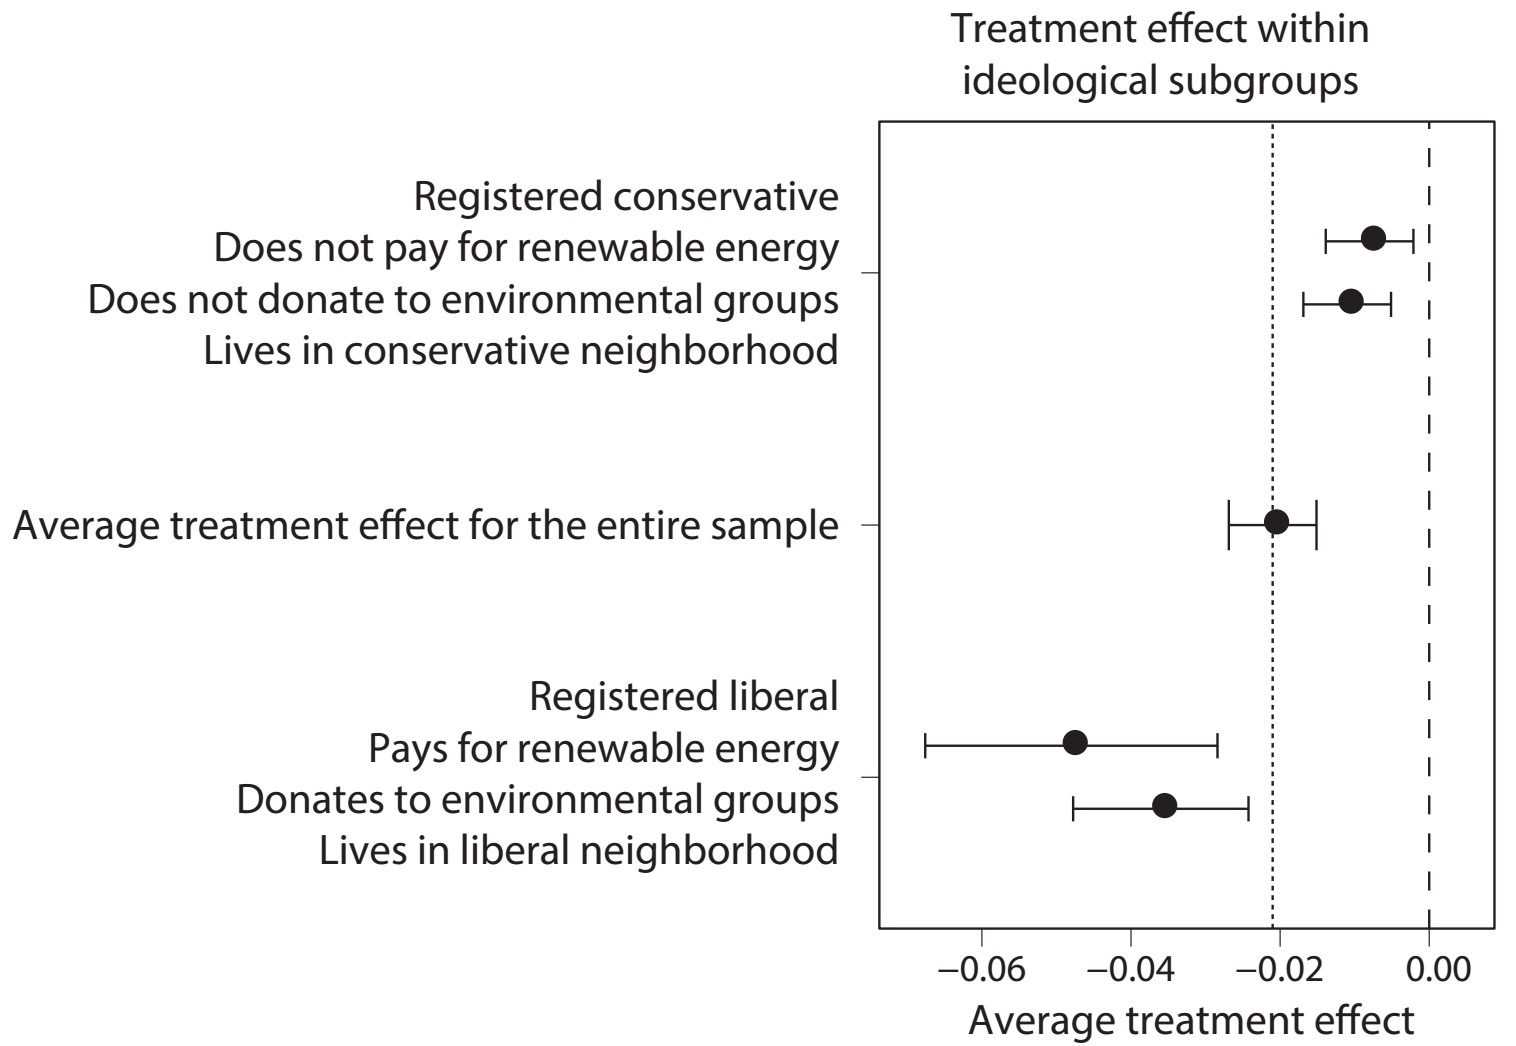 Treatment effect within
ideological subgroups
Registered conservative
Does not pay for renewable energy
Does not donate to environmental groups
Lives in conservative neighborhood
Average treatment effect for the entire sample
Registered liberal
Pays for renewable energy
Donates to environmental groups
Lives in liberal neighborhood
−0.06 −0.04 −0.02 0.00
Average treatment effect